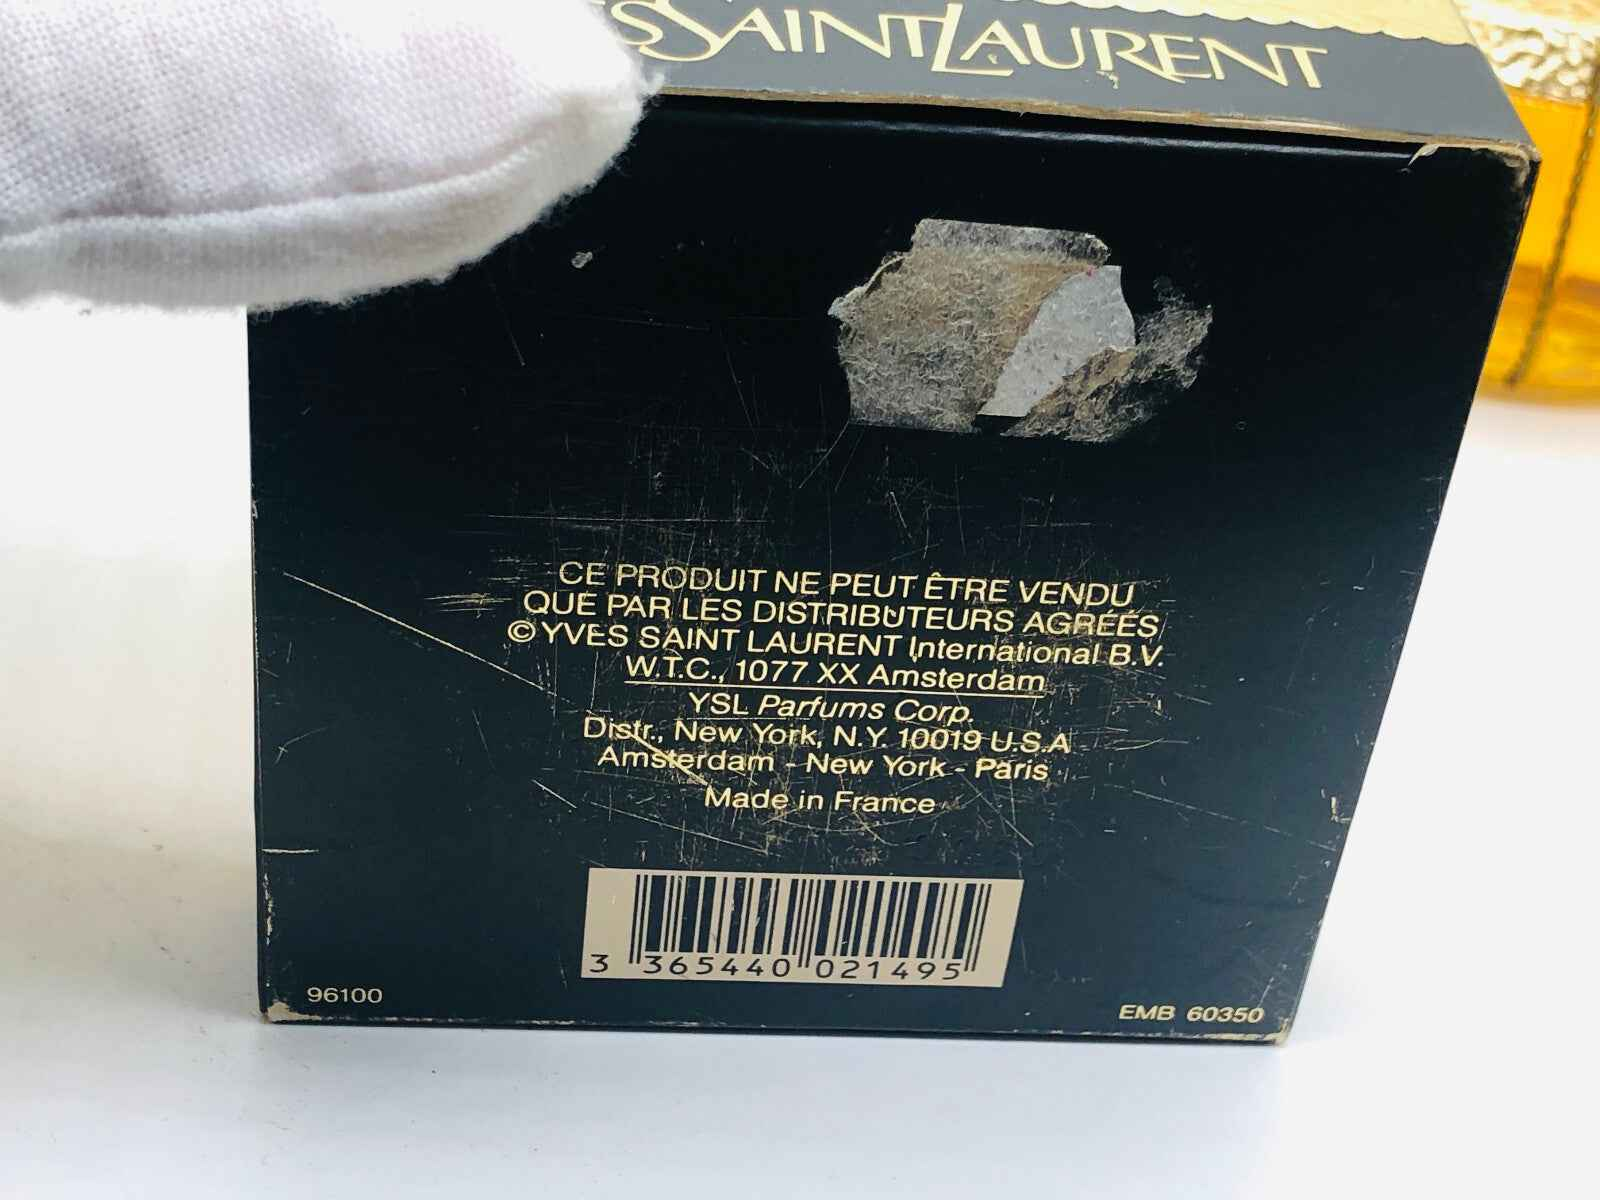 SAINT LAURENT
CE PRODUIT NE PEUT ÊTRE VENDU
QUE PAR LES DISTRIBUTEURS AGRÉÉS
© YVES SAINT LAURENT International B.V.
W.T.C., 1077 XX Amsterdam
YSL Parfums Corp.
Distr., New York, N.Y. 10019 U.S.A
Amsterdam - New York - Paris
Made in France
3 365440 021495
96100
EMB 60350